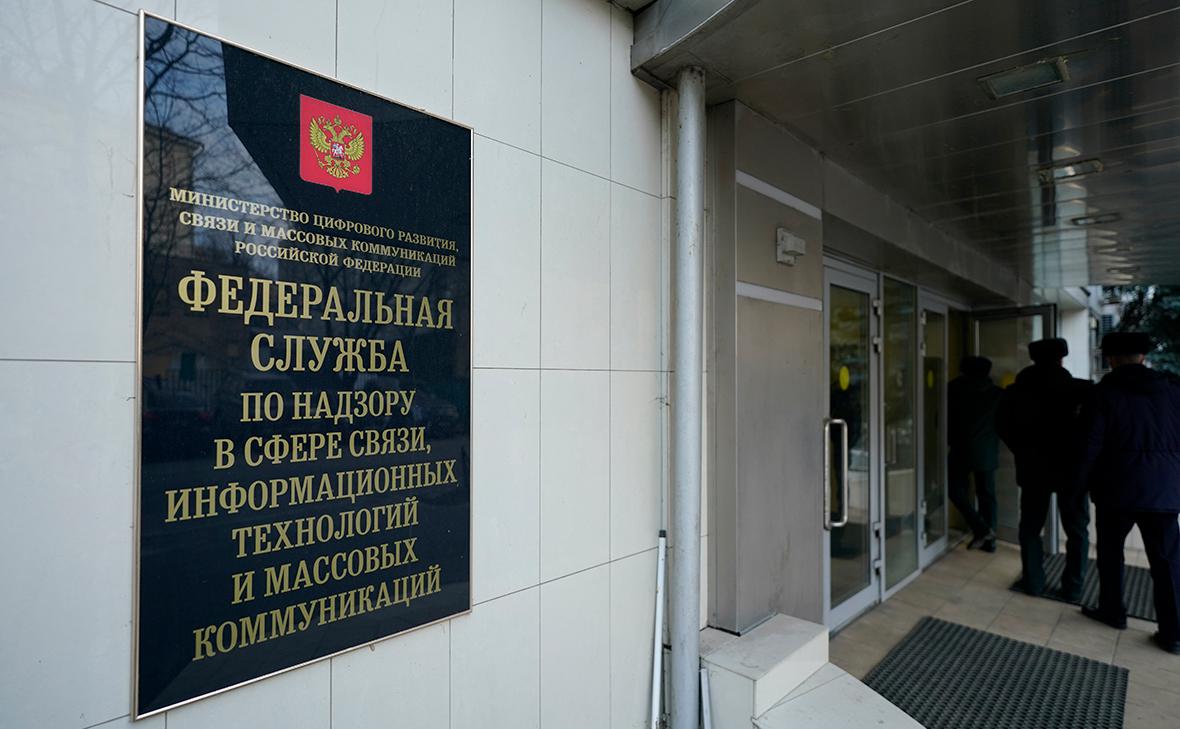 МИНИСТЕРСТВО ЦИФРОВОГО РАЗВИТИЯ,
СВЯЗИ И МАССОВЫХ КОММУНИКАЦИЙ
РОССИЙСКОЙ ФЕДЕРАЦИИ
ФЕДЕРАЛЬНАЯ
СЛУЖБА
ПО НАДЗОРУ
В СФЕРЕ СВЯЗИ,
ИНФОРМАЦИОННЫХ
ТЕХНОЛОГИЙ
И МАССОВЫХ
КОММУНИКАЦИЙ